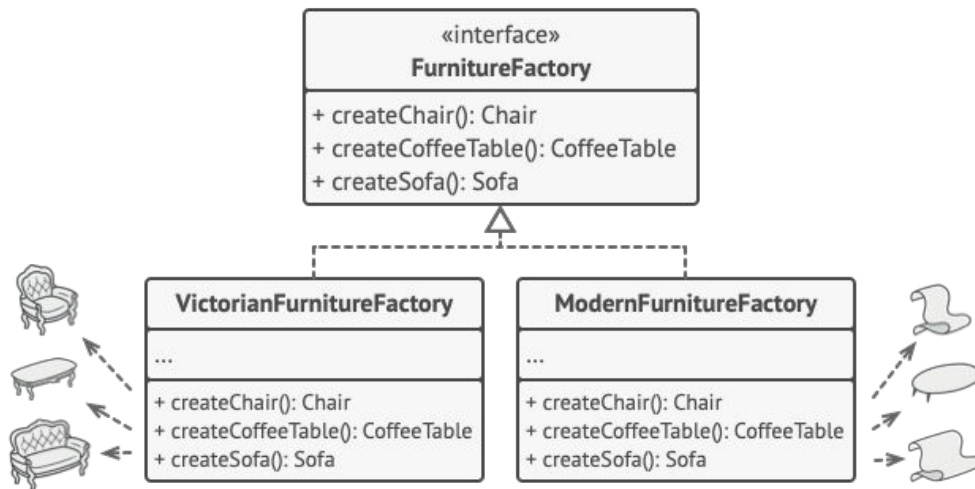 «interface»
FurnitureFactory
+ createChair(): Chair
+ createCoffeeTable(): CoffeeTable
+ createSofa(): Sofa
VictorianFurnitureFactory
...
+ createChair(): Chair
+ createCoffeeTable(): CoffeeTable
+ createSofa(): Sofa
ModernFurnitureFactory
...
+ createChair(): Chair
+ createCoffeeTable(): CoffeeTable
+ createSofa(): Sofa